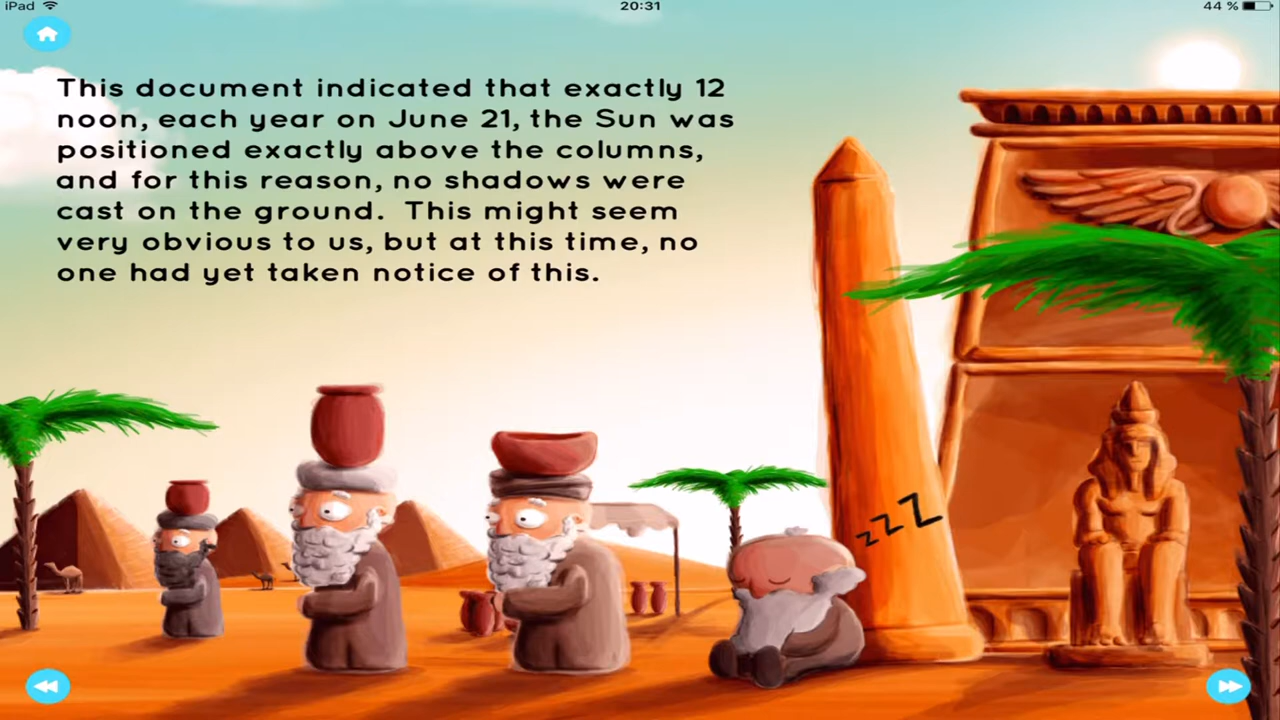 iPad 20:31 44 %
This document indicated that exactly 12
noon, each year on June 21, the Sun was
positioned exactly above the columns,
and for this reason, no shadows were
cast on the ground.  This might seem
very obvious to us, but at this time, no
one had yet taken notice of this.
zzZ